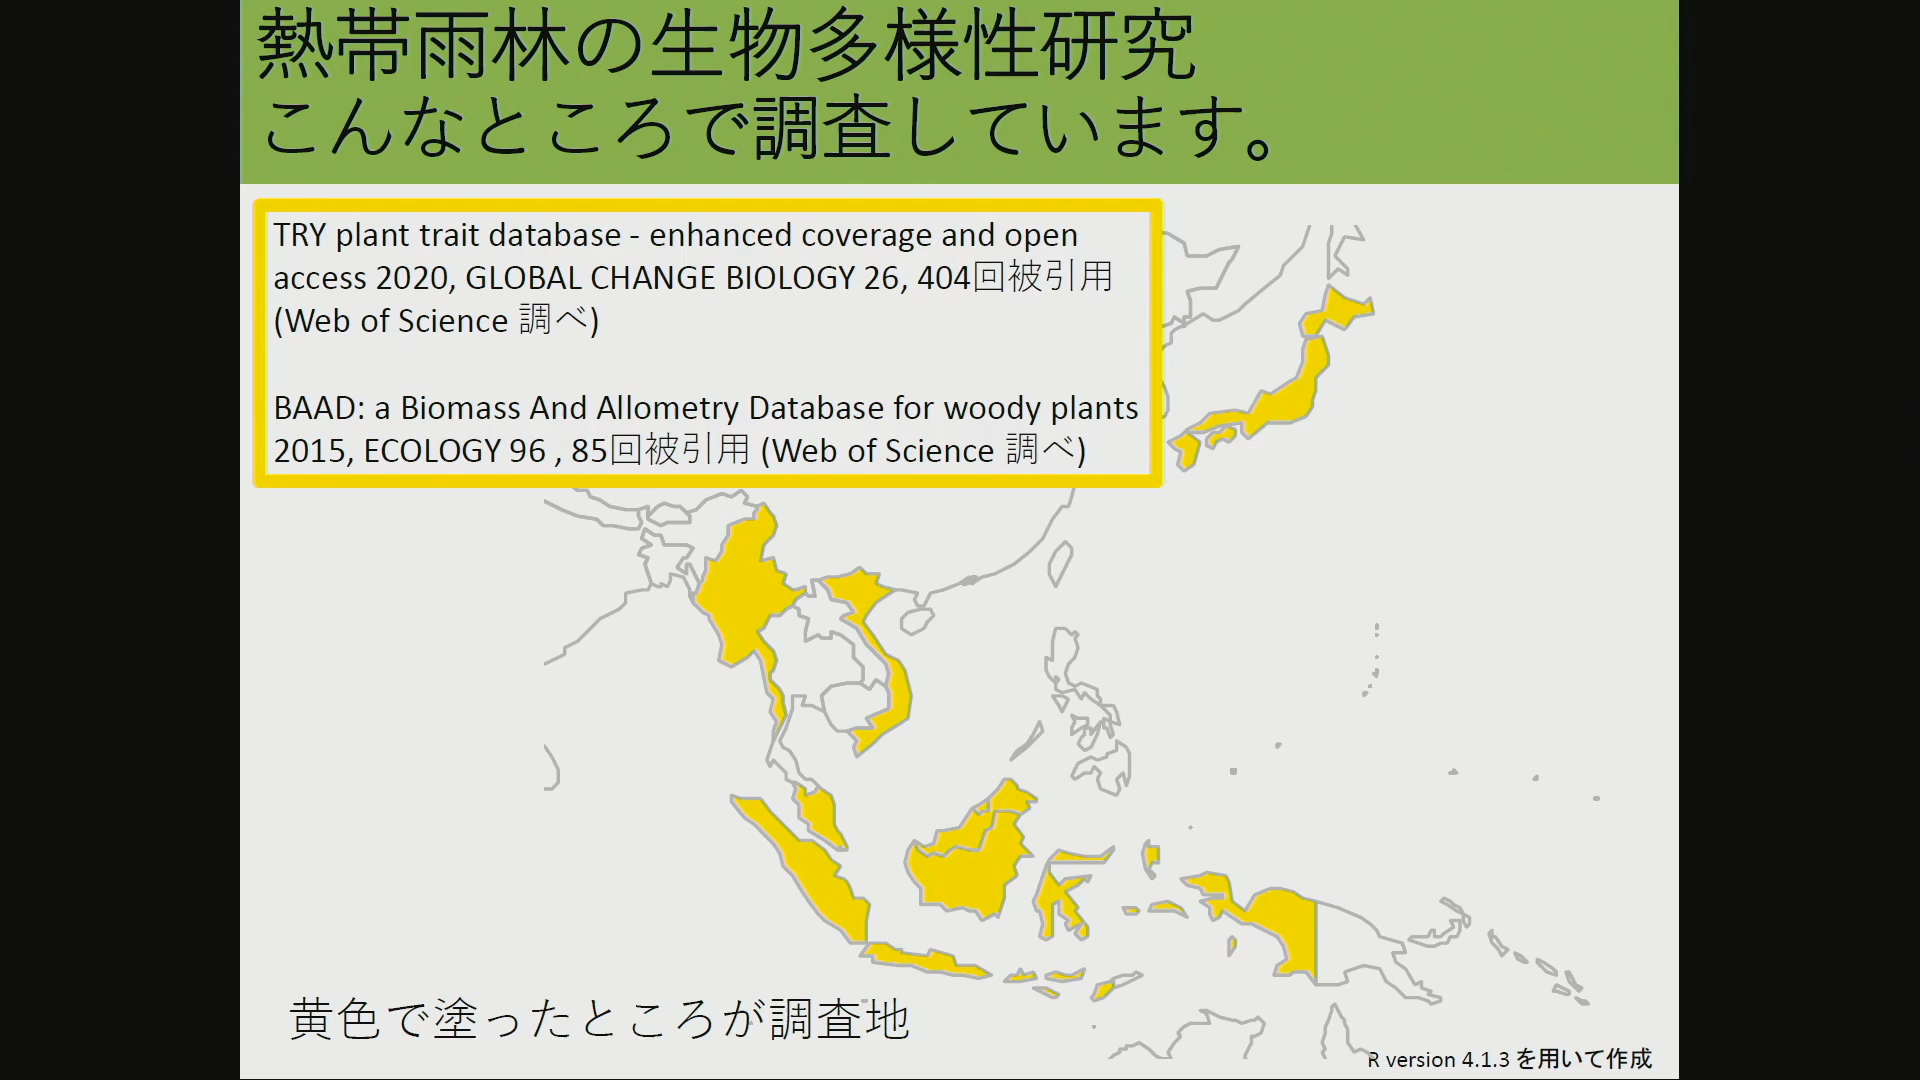 熱帯雨林の生物多様性研究
こんなところで調査しています。
TRY plant trait database - enhanced coverage and open
access 2020, GLOBAL CHANGE BIOLOGY 26, 404回被引用
(Web of Science 調べ)
BAAD: a Biomass And Allometry Database for woody plants
2015, ECOLOGY 96 , 85回被引用 (Web of Science 調べ)
黄色で塗ったところが調査地
R version 4.1.3 を用いて作成